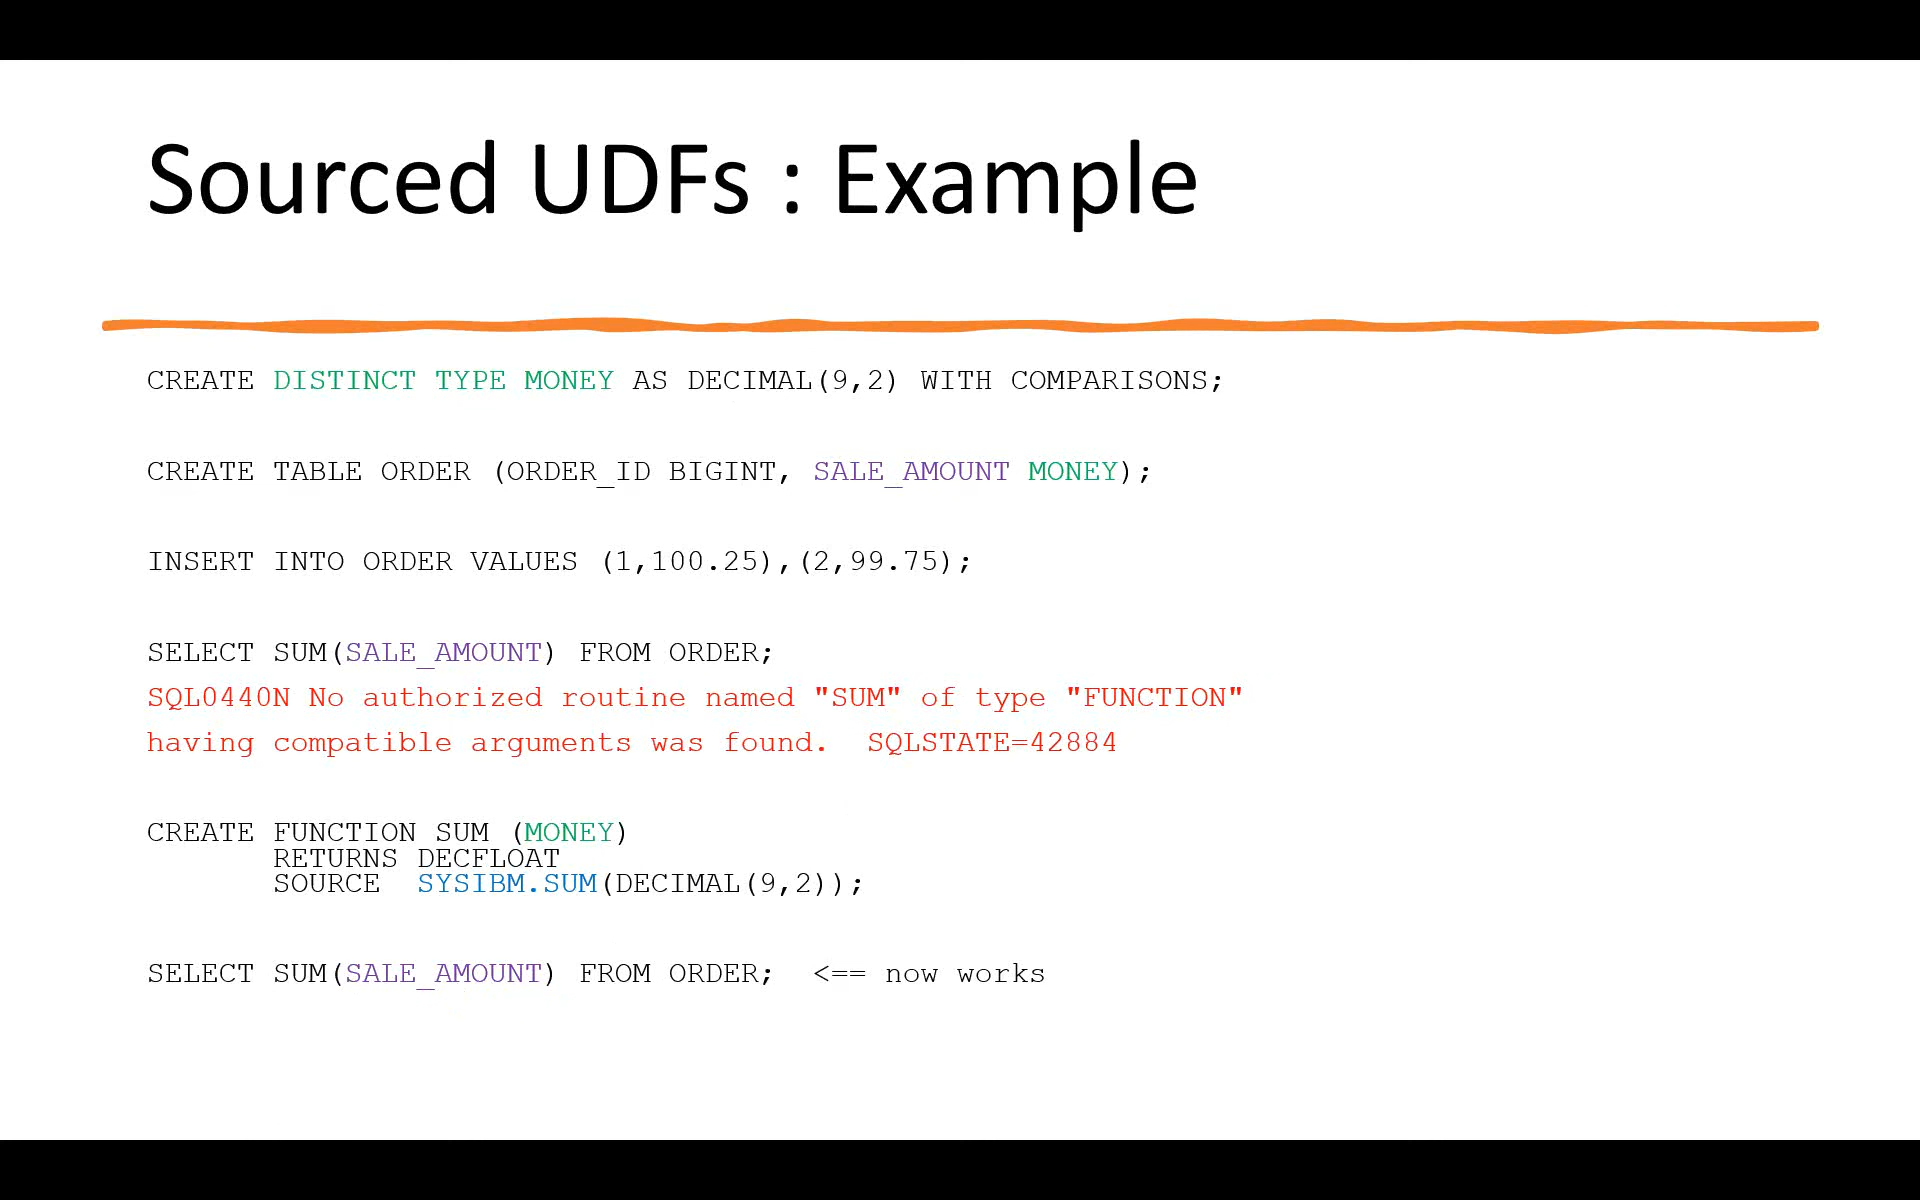 Sourced UDFs : Example
CREATE DISTINCT TYPE MONEY AS DECIMAL(9,2) WITH COMPARISONS;
CREATE TABLE ORDER (ORDER_ID BIGINT, SALE_AMOUNT MONEY);
INSERT INTO ORDER VALUES (1,100.25),(2,99.75);
SELECT SUM(SALE_AMOUNT) FROM ORDER;
SQL0440N No authorized routine named "SUM" of type "FUNCTION"
having compatible arguments was found.  SQLSTATE=42884
CREATE FUNCTION SUM (MONEY)
RETURNS DECFLOAT
SOURCE  SYSIBM.SUM(DECIMAL(9,2));
SELECT SUM(SALE_AMOUNT) FROM ORDER;  <== now works